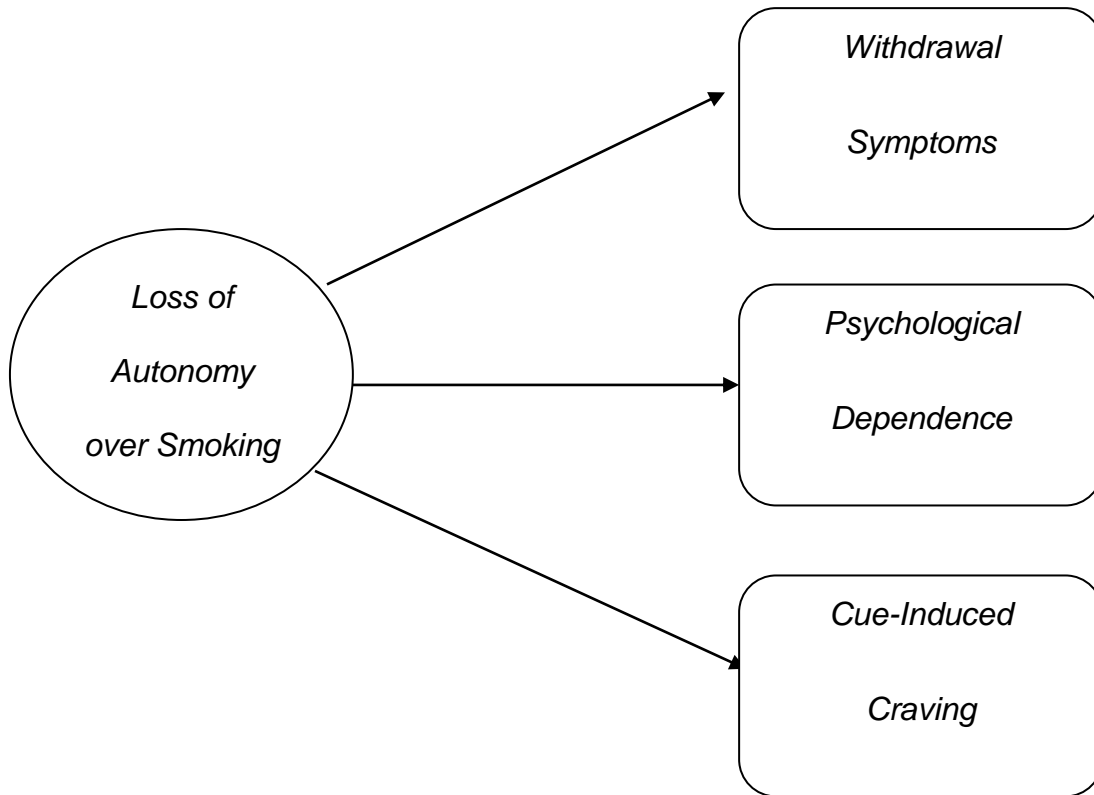 Withdrawal
Symptoms
Loss of
Autonomy
over Smoking
Psychological
Dependence
Cue-Induced
Craving